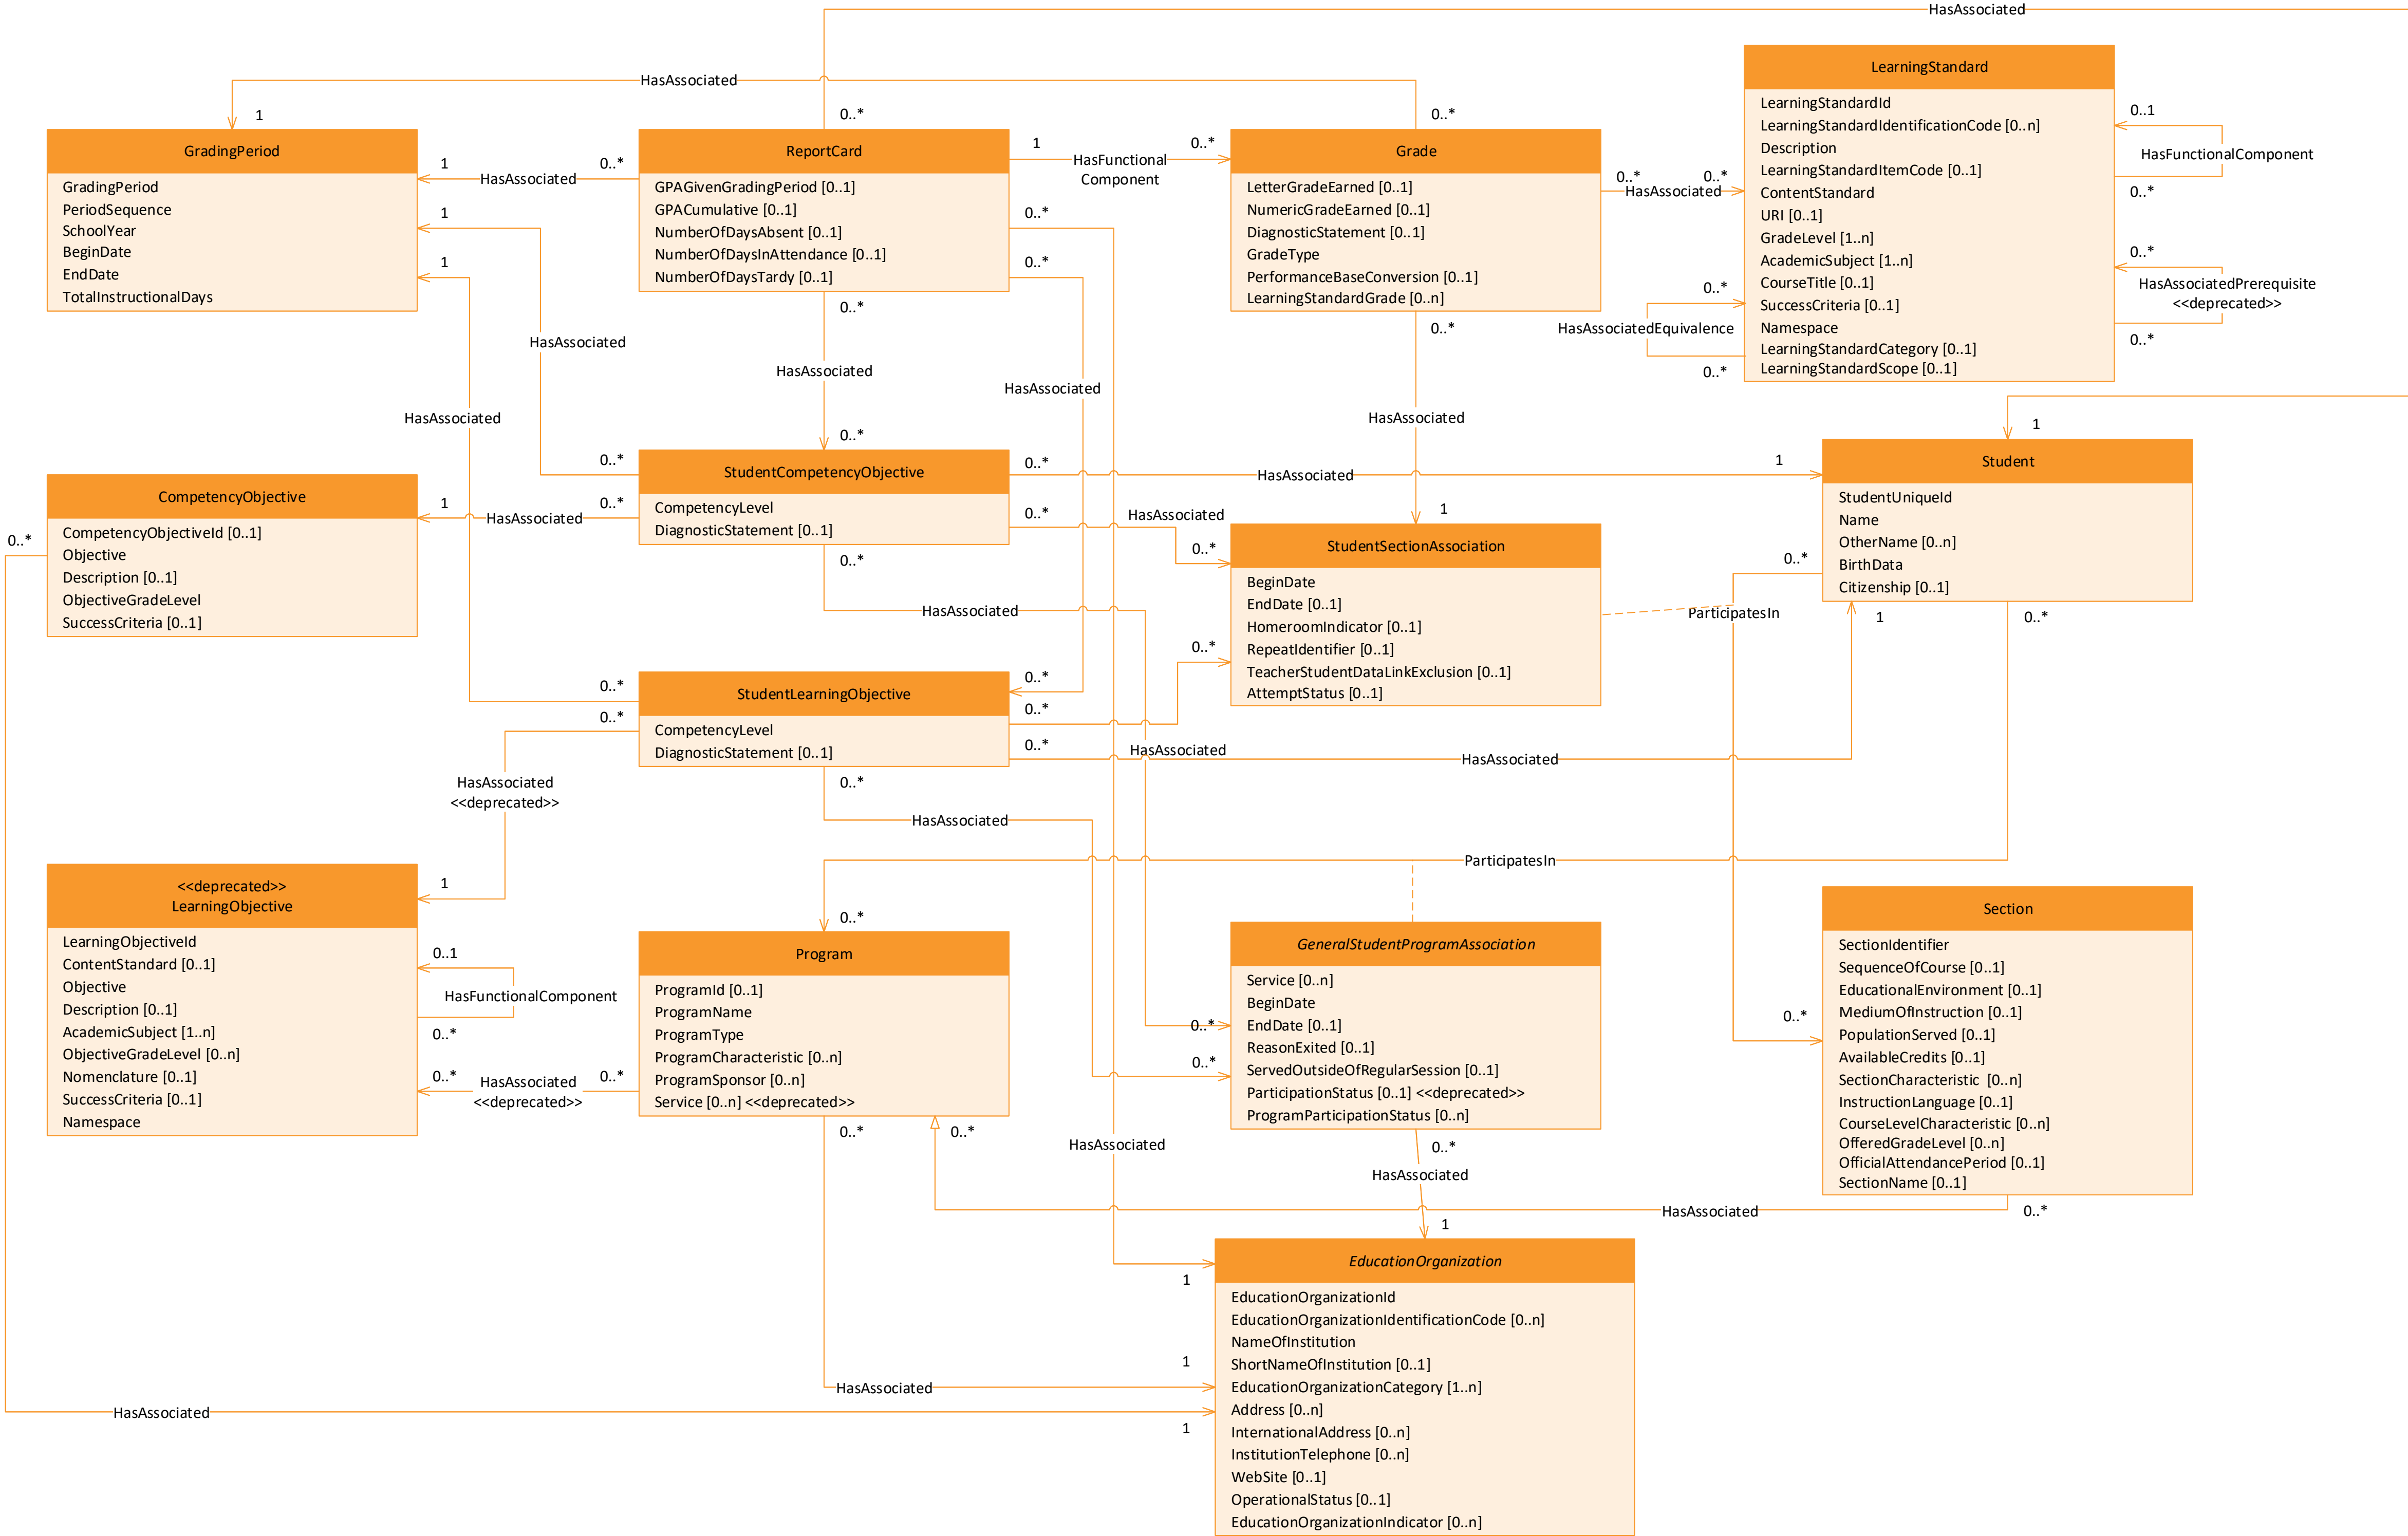 HasAssociated
HasAssociated
1
0..*
0..*
GradingPeriod
GradingPeriod
PeriodSequence
SchoolYear
BeginDate
EndDate
TotalInstructionalDays
1
HasAssociated
0..*
1
1
ReportCard
GPAGivenGradingPeriod [0..1]
GPACumulative [0..1]
NumberOfDaysAbsent [0..1]
NumberOfDaysInAttendance [0..1]
NumberOfDaysTardy [0..1]
1
HasFunctional
Component
0..*
0..*
0..*
0..*
Grade
LetterGradeEarned [0..1]
NumericGradeEarned [0..1]
DiagnosticStatement [0..1]
GradeType
PerformanceBaseConversion [0..1]
LearningStandardGrade [0..n]
0..*
0..*
HasAssociated
0..*
LearningStandard
LearningStandardId
LearningStandardIdentificationCode [0..n]
Description
LearningStandardItemCode [0..1]
ContentStandard
URI [0..1]
GradeLevel [1..n]
AcademicSubject [1..n]
CourseTitle [0..1]
SuccessCriteria [0..1]
Namespace
LearningStandardCategory [0..1]
LearningStandardScope [0..1]
0..1
HasFunctionalComponent
0..*
0..*
HasAssociatedPrerequisite
<<deprecated>>
0..*
0..*
HasAssociatedEquivalence
0..*
HasAssociated
HasAssociated
HasAssociated
HasAssociated
HasAssociated
0..*
0..*
1
CompetencyObjective
CompetencyObjectiveId [0..1]
Objective
Description [0..1]
ObjectiveGradeLevel
SuccessCriteria [0..1]
0..*
1
HasAssociated
0..*
StudentCompetencyObjective
CompetencyLevel
DiagnosticStatement [0..1]
0..*
HasAssociated
1
0..*
HasAssociated
0..*
0..*
HasAssociated
1
StudentSectionAssociation
BeginDate
EndDate [0..1]
HomeroomIndicator [0..1]
RepeatIdentifier [0..1]
TeacherStudentDataLinkExclusion [0..1]
AttemptStatus [0..1]
Student
StudentUniqueId
Name
OtherName [0..n]
BirthData
Citizenship [0..1]
0..*
ParticipatesIn
1
0..*
0..*
0..*
StudentLearningObjective
CompetencyLevel
DiagnosticStatement [0..1]
0..*
0..*
0..*
0..*
0..*
HasAssociated
HasAssociated
0..*
HasAssociated
<<deprecated>>
HasAssociated
ParticipatesIn
1
0..*
<<deprecated>>
LearningObjective
LearningObjectiveId
ContentStandard [0..1]
Objective
Description [0..1]
AcademicSubject [1..n]
ObjectiveGradeLevel [0..n]
Nomenclature [0..1]
SuccessCriteria [0..1]
Namespace
0..1
HasFunctionalComponent
0..*
0..*
HasAssociated
<<deprecated>>
0..*
Program
ProgramId [0..1]
ProgramName
ProgramType
ProgramCharacteristic [0..n]
ProgramSponsor [0..n]
Service [0..n] <<deprecated>>
0..*
0..*
0..*
0..*
GeneralStudentProgramAssociation
Service [0..n]
BeginDate
EndDate [0..1]
ReasonExited [0..1]
ServedOutsideOfRegularSession [0..1]
ParticipationStatus [0..1] <<deprecated>>
ProgramParticipationStatus [0..n]
0..*
Section
SectionIdentifier
SequenceOfCourse [0..1]
EducationalEnvironment [0..1]
MediumOfInstruction [0..1]
PopulationServed [0..1]
AvailableCredits [0..1]
SectionCharacteristic [0..n]
InstructionLanguage [0..1]
CourseLevelCharacteristic [0..n]
OfferedGradeLevel [0..n]
OfficialAttendancePeriod [0..1]
SectionName [0..1]
HasAssociated
0..*
HasAssociated
HasAssociated
0..*
1
1
EducationOrganization
EducationOrganizationId
EducationOrganizationIdentificationCode [0..n]
NameOfInstitution
ShortNameOfInstitution [0..1]
EducationOrganizationCategory [1..n]
Address [0..n]
InternationalAddress [0..n]
InstitutionTelephone [0..n]
WebSite [0..1]
OperationalStatus [0..1]
EducationOrganizationIndicator [0..n]
1
HasAssociated
HasAssociated
1